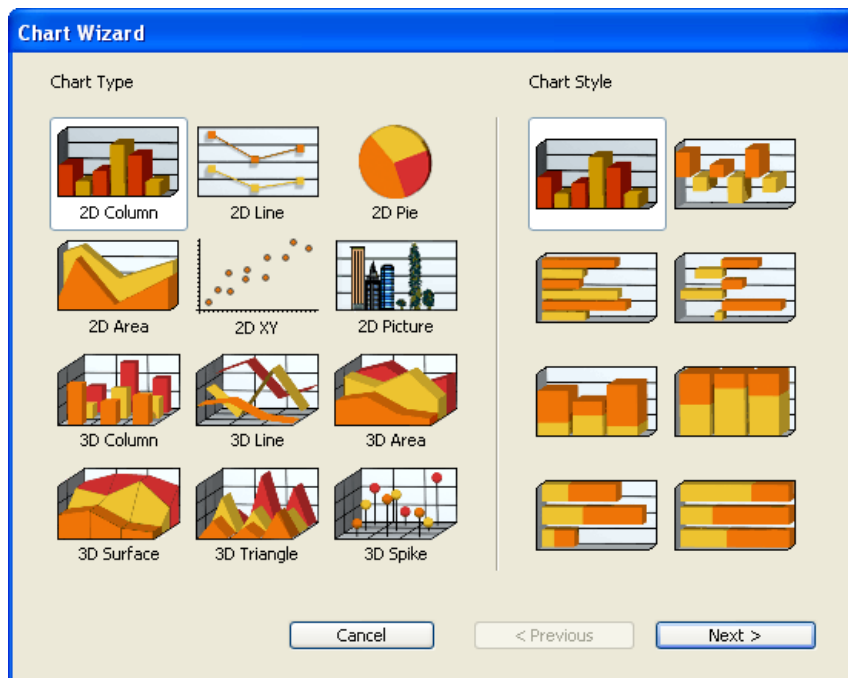 Chart Wizard
Chart Type
Chart Style
2D Column
2D Line
2D Pie
2D Area
2D XY
2D Picture
3D Column
3D Line
3D Area
3D Surface
3D Triangle
3D Spike
Cancel
< Previous
Next >